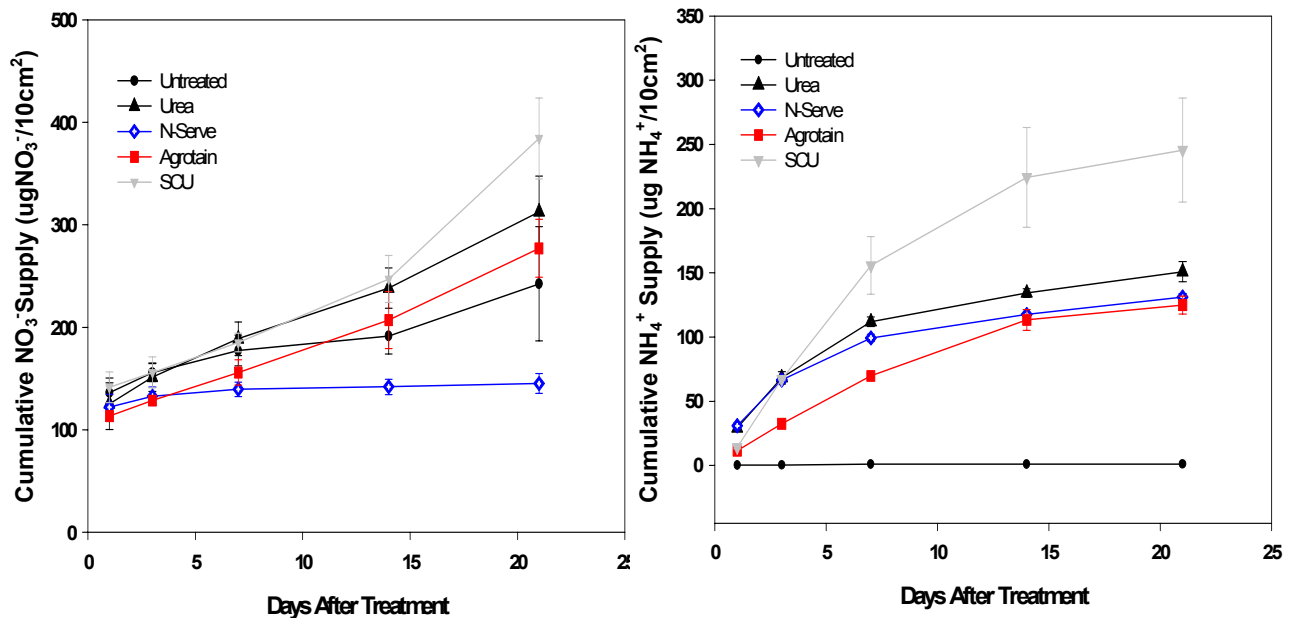 Cumulative NO₃⁻ Supply (ugNO₃⁻/10cm²)
500
400
300
200
100
0
Untreated
Urea
N-Serve
Agrotain
SCU
0 5 10 15 20 25
Days After Treatment
Cumulative NH₄⁺ Supply (ug NH₄⁺/10cm²)
350
300
250
200
150
100
50
0
Untreated
Urea
N-Serve
Agrotain
SCU
0 5 10 15 20 25
Days After Treatment